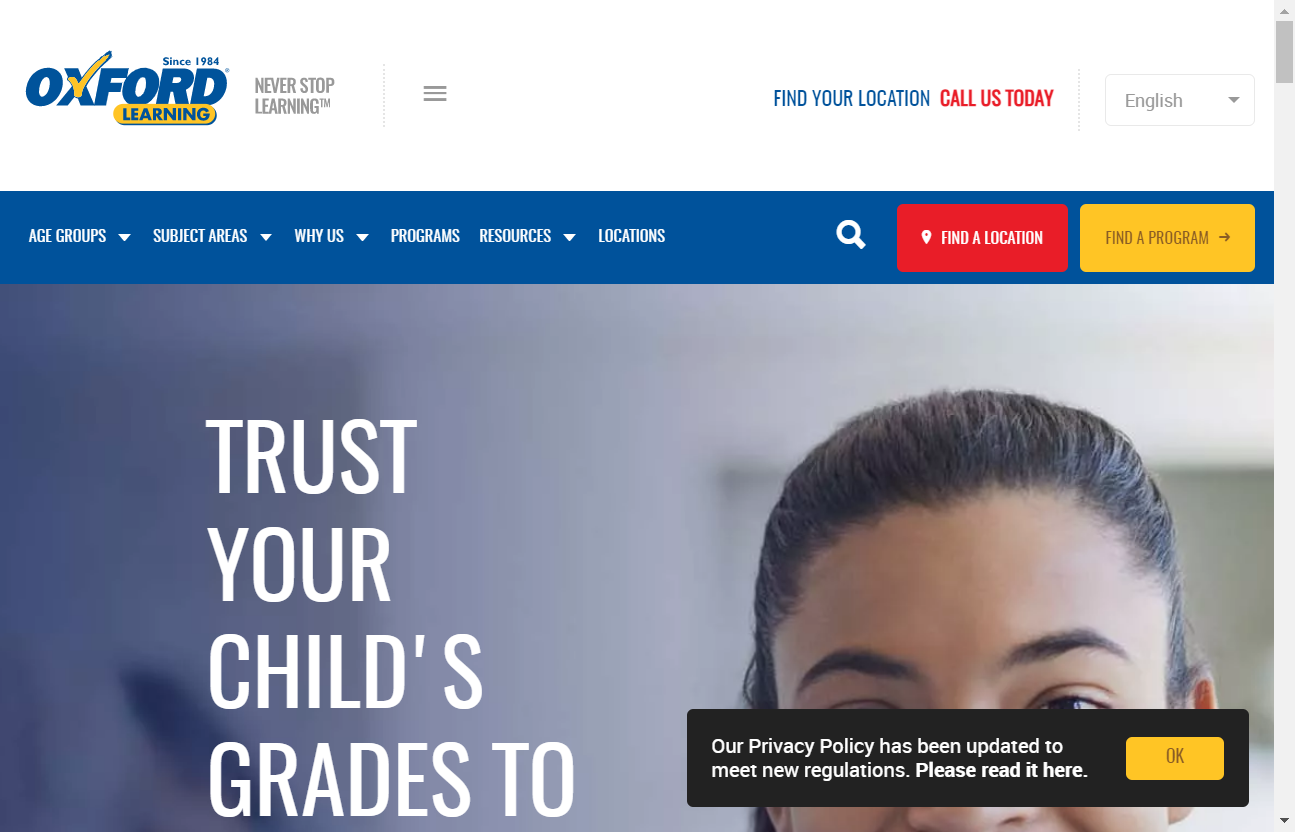 Since 1984
OXFORD
LEARNING
NEVER STOP
LEARNING™
FIND YOUR LOCATION CALL US TODAY
English
AGE GROUPS SUBJECT AREAS WHY US PROGRAMS RESOURCES LOCATIONS
FIND A LOCATION
FIND A PROGRAM
TRUST
YOUR
CHILD'S
GRADES TO
Our Privacy Policy has been updated to
meet new regulations. Please read it here.
OK